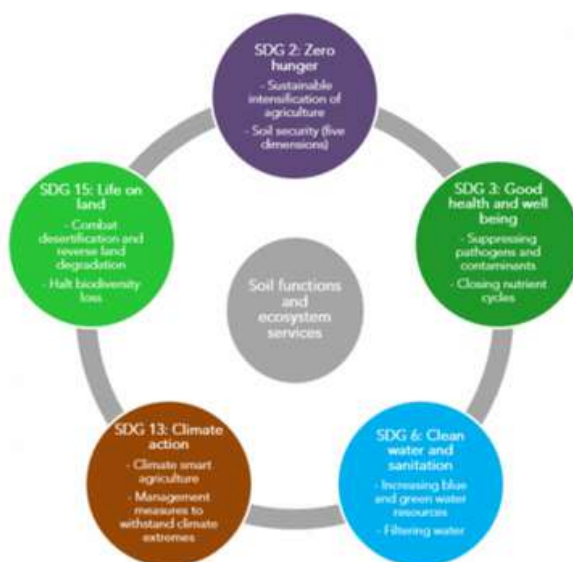 SDG 2: Zero
hunger
- Sustainable
intensification of
agriculture
- Soil security (five
dimensions)
SDG 3: Good
health and well
being
- Suppressing
pathogens and
contaminants
- Closing nutrient
cycles
SDG 6: Clean
water and
sanitation
- Increasing blue
and green water
resources
- Filtering water
SDG 13: Climate
action
- Climate smart
agriculture
- Management
measures to
withstand climate
extremes
SDG 15: Life on
land
- Combat
desertification and
reverse land
degradation
- Halt biodiversity
loss
Soil functions
and
ecosystem
services